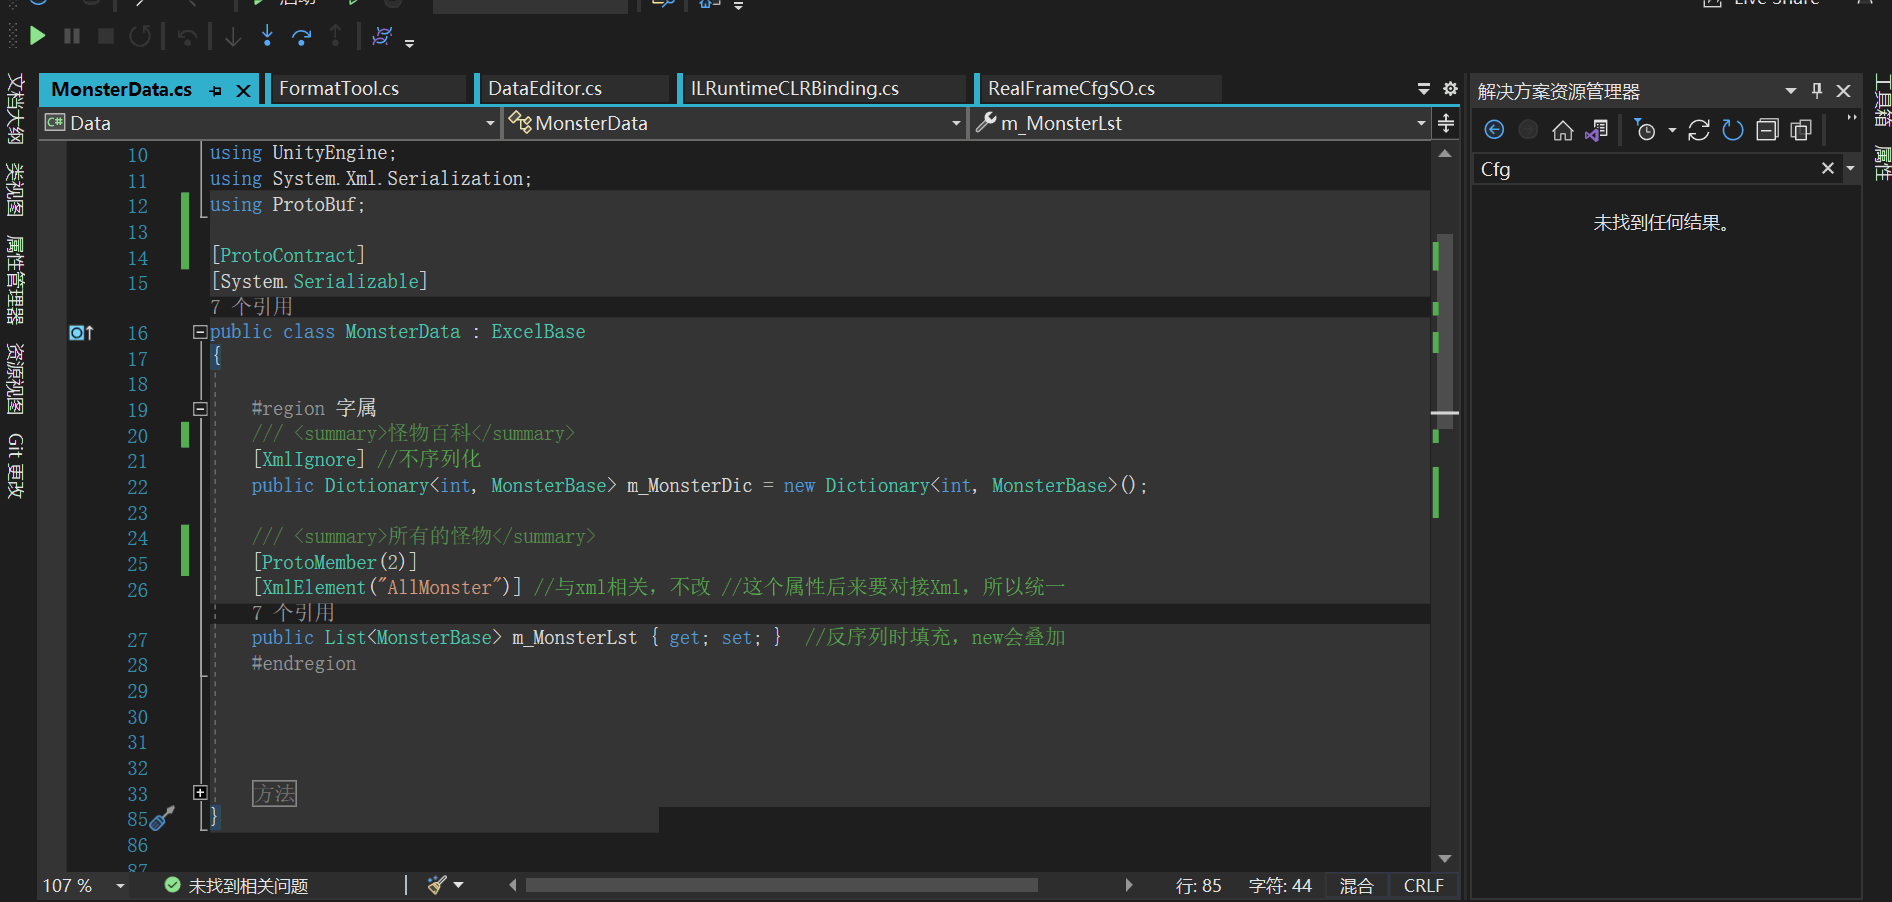 启动
Live Share
MonsterData.cs
FormatTool.cs
DataEditor.cs
ILRuntimeCLRBinding.cs
RealFrameCfgSO.cs
C# Data
MonsterData
m_MonsterLst
文档大纲
类视图
属性管理器
资源视图
Git 更改
10 using UnityEngine;
11 using System.Xml.Serialization;
12 using ProtoBuf;
13
14 [ProtoContract]
15 [System.Serializable]
7 个引用
16 public class MonsterData : ExcelBase
17 {
18
19 #region 字属
20 /// <summary>怪物百科</summary>
21 [XmlIgnore] //不序列化
22 public Dictionary<int, MonsterBase> m_MonsterDic = new Dictionary<int, MonsterBase>();
23
24 /// <summary>所有的怪物</summary>
25 [ProtoMember(2)]
26 [XmlElement("AllMonster")] //与xml相关，不改 //这个属性后来要对接Xml，所以统一
7 个引用
27 public List<MonsterBase> m_MonsterLst { get; set; } //反序列时填充，new会叠加
28 #endregion
29
30
31
32
33 方法
85 }
86
87
107 %
未找到相关问题
行: 85
字符: 44
混合
CRLF
解决方案资源管理器
Cfg
未找到任何结果。
工具箱
属性